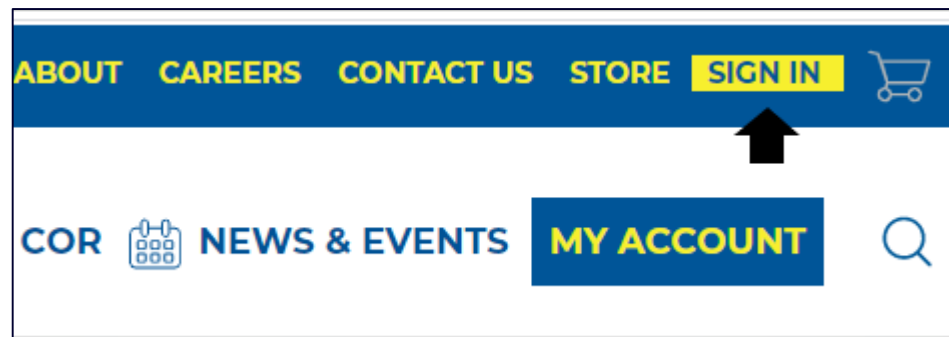 ABOUT CAREERS CONTACT US STORE SIGN IN
COR NEWS & EVENTS MY ACCOUNT